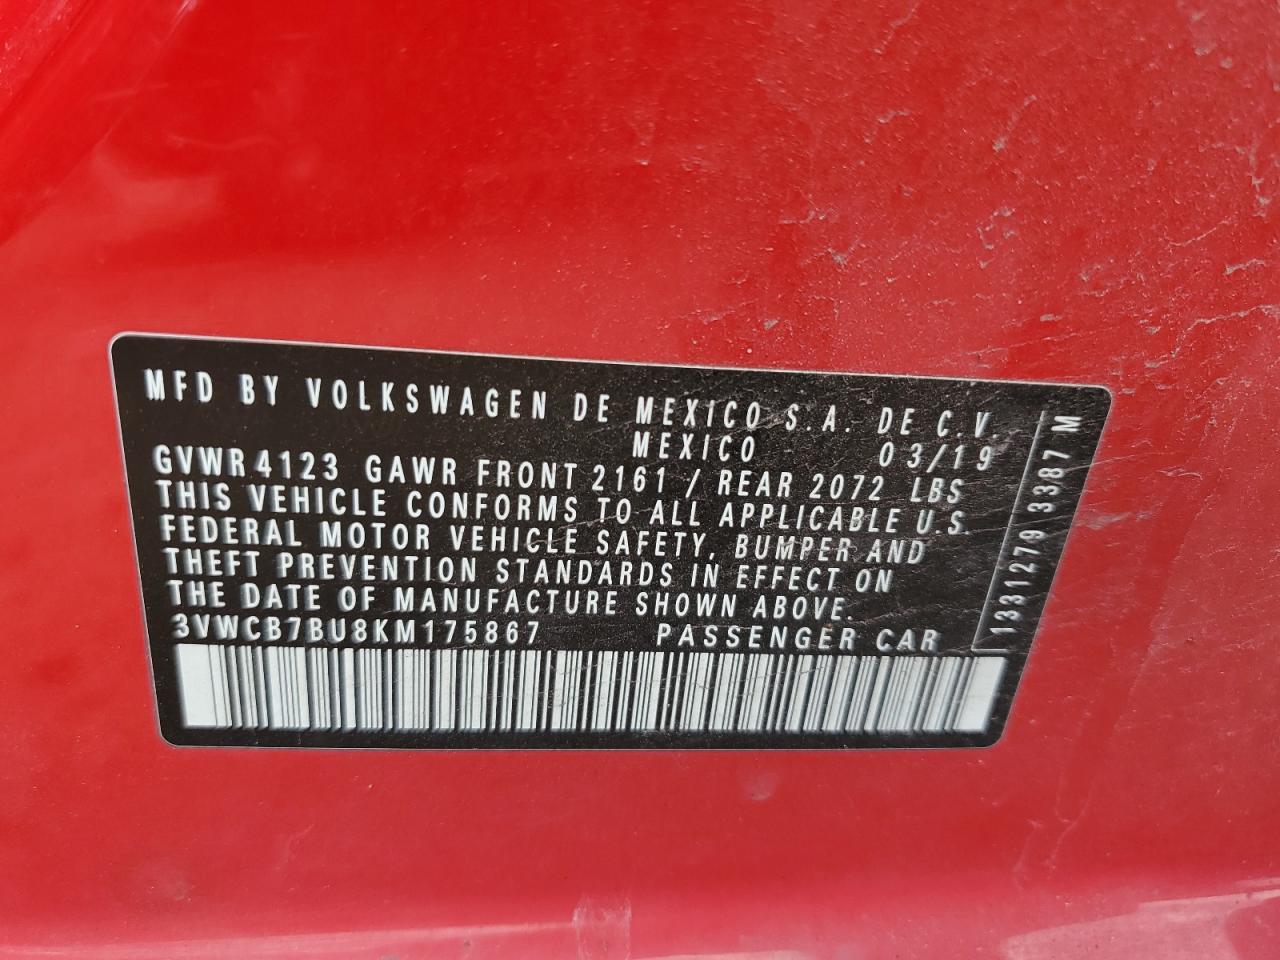 MFD BY VOLKSWAGEN DE MEXICO S.A. DE C.V
MEXICO 03/19
GVWR 4123 GAWR FRONT 2161 / REAR 2072 LBS
THIS VEHICLE CONFORMS TO ALL APPLICABLE U.S.
FEDERAL MOTOR VEHICLE SAFETY, BUMPER AND
THEFT PREVENTION STANDARDS IN EFFECT ON
THE DATE OF MANUFACTURE SHOWN ABOVE.
3VWCB7BU8KM175867 PASSENGER CAR
1331279 3387 M